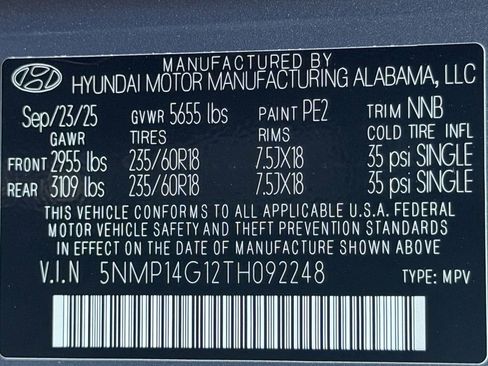 MANUFACTURED BY
HYUNDAI MOTOR MANUFACTURING ALABAMA, LLC
Sep/23/25 GVWR 5655 lbs PAINT PE2 TRIM NNB
GAWR TIRES RIMS COLD TIRE INFL
FRONT 2955 lbs 235/60R18 7.5JX18 35 psi SINGLE
REAR 3109 lbs 235/60R18 7.5JX18 35 psi SINGLE
THIS VEHICLE CONFORMS TO ALL APPLICABLE U.S.A. FEDERAL
MOTOR VEHICLE SAFETY AND THEFT PREVENTION STANDARDS
IN EFFECT ON THE DATE OF MANUFACTURE SHOWN ABOVE
V.I.N 5NMP14G12TH092248 TYPE: MPV